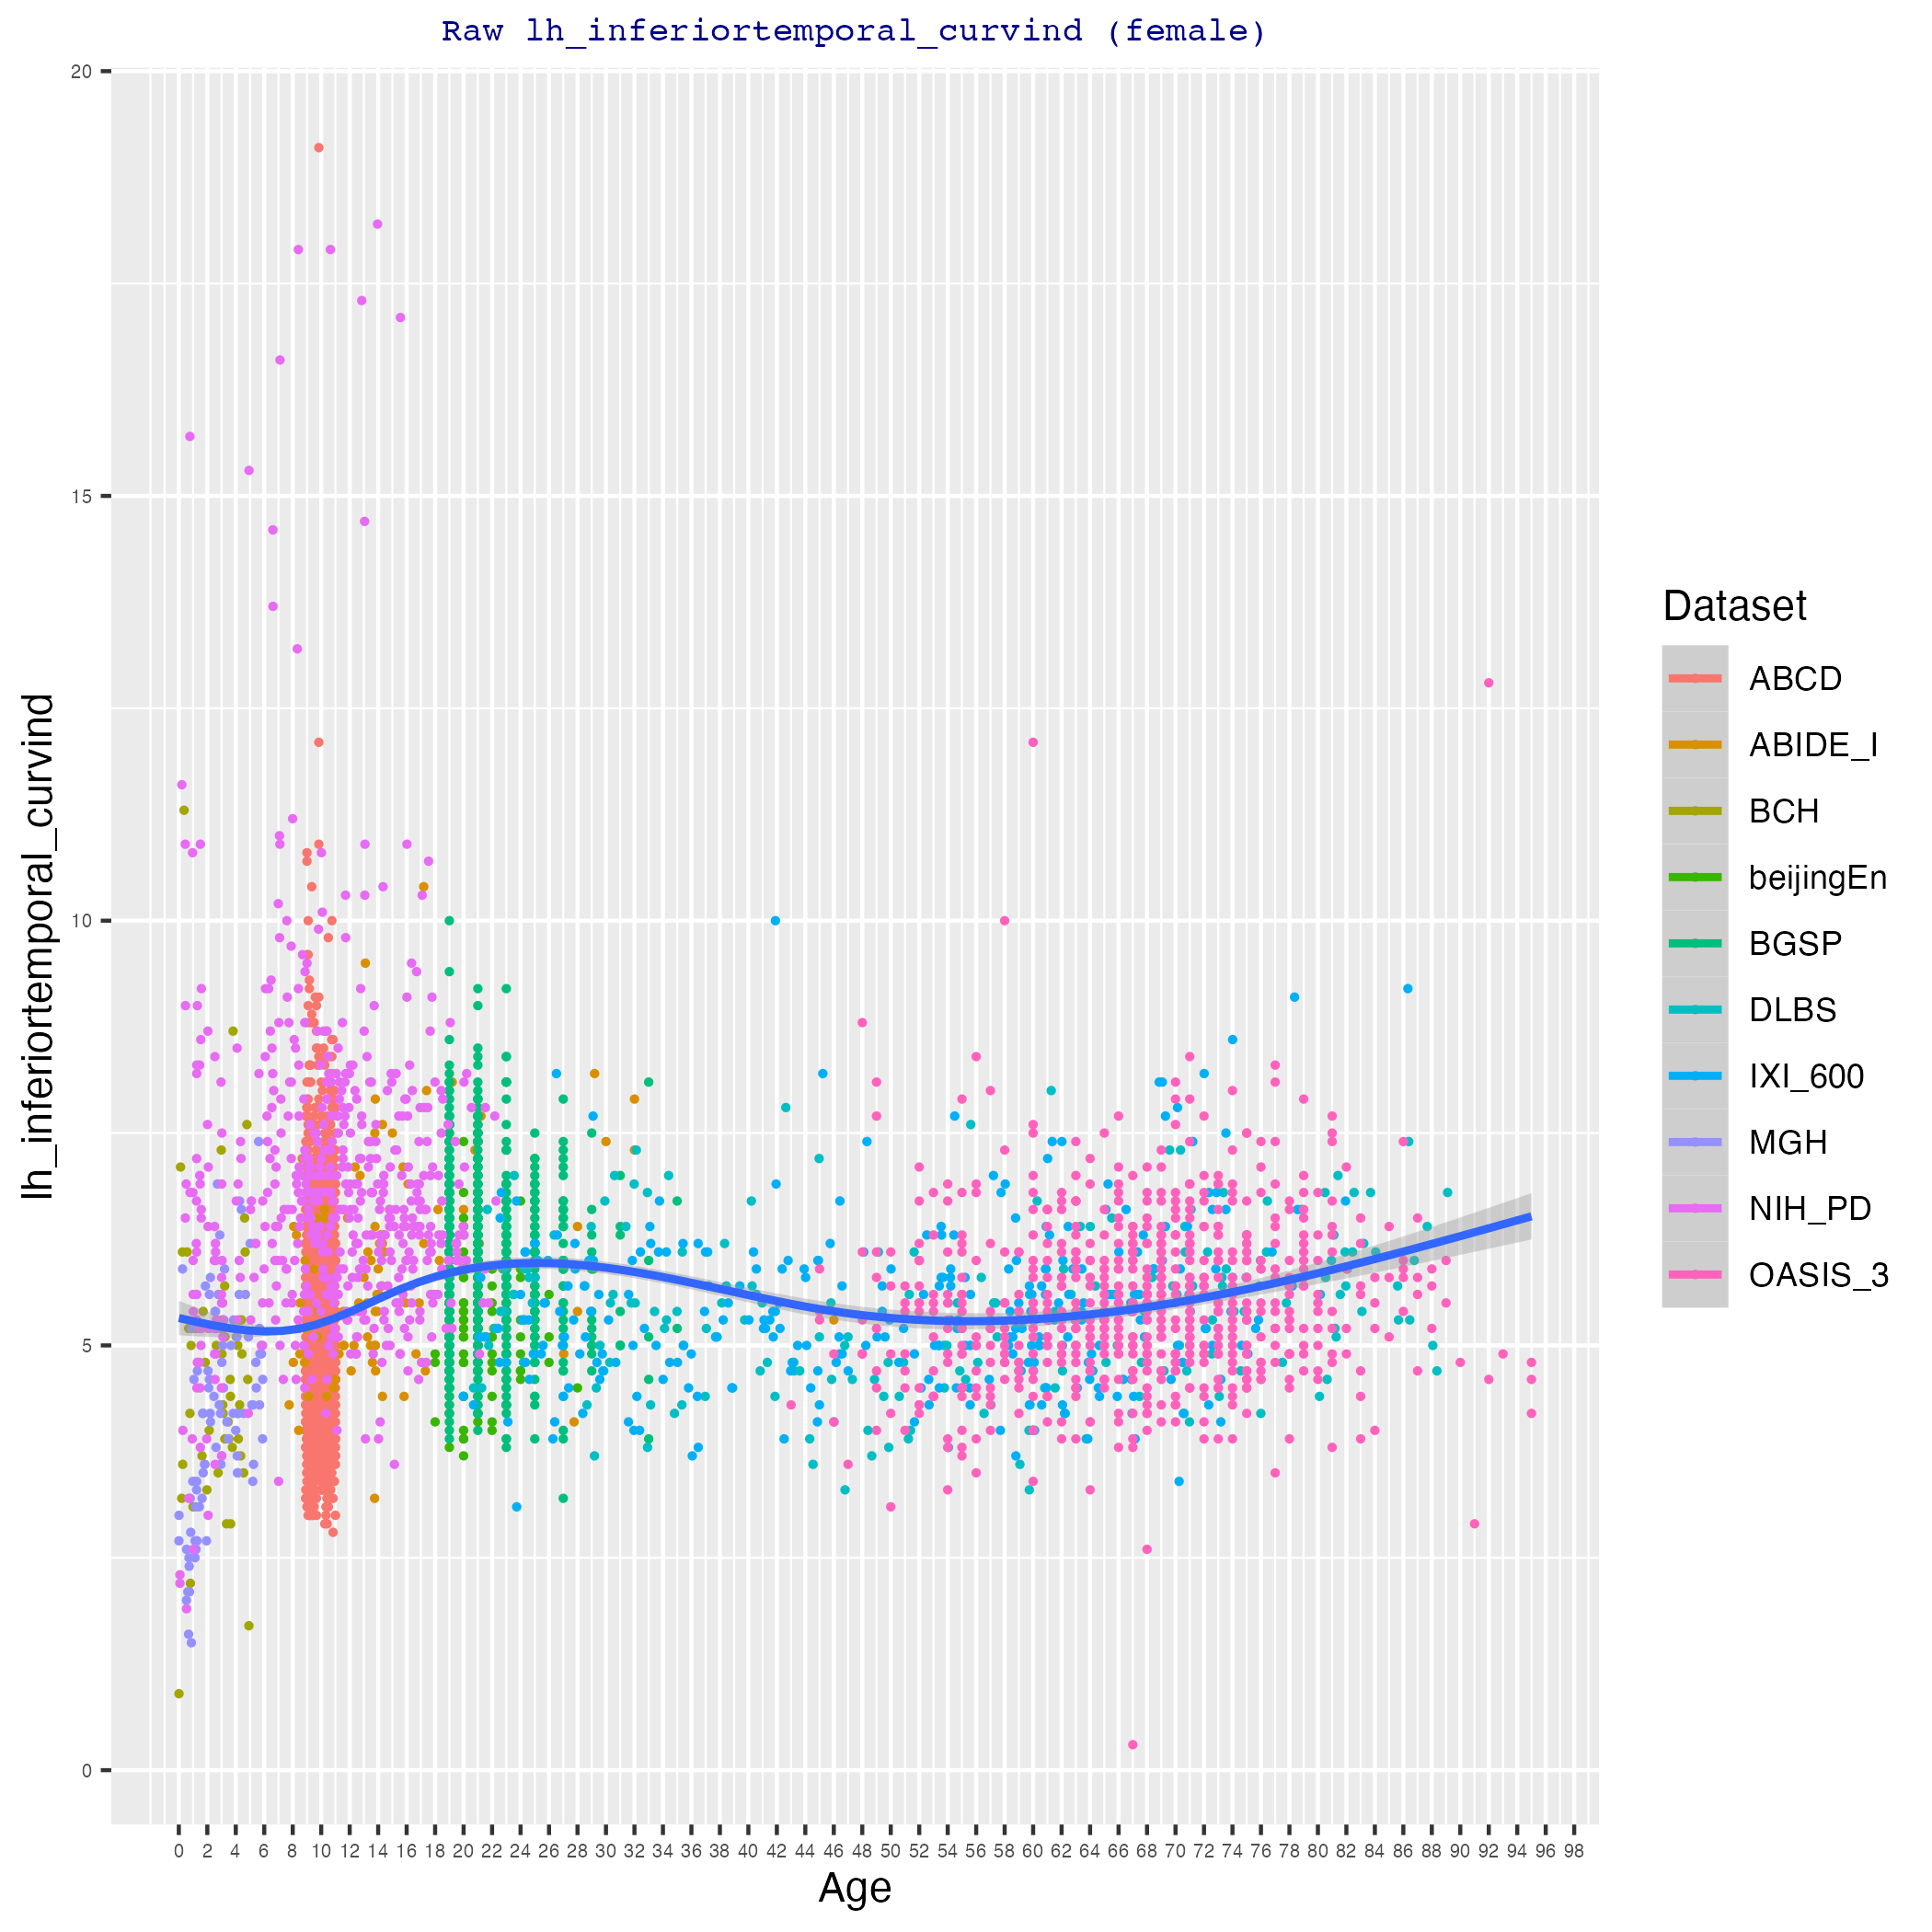 Raw lh_inferiortemporal_curvind (female)
lh_inferiortemporal_curvind
20
15
10
5
0
0 2 4 6 8 10 12 14 16 18 20 22 24 26 28 30 32 34 36 38 40 42 44 46 48 50 52 54 56 58 60 62 64 66 68 70 72 74 76 78 80 82 84 86 88 90 92 94 96 98
Age
Dataset
ABCD
ABIDE_I
BCH
beijingEn
BGSP
DLBS
IXI_600
MGH
NIH_PD
OASIS_3